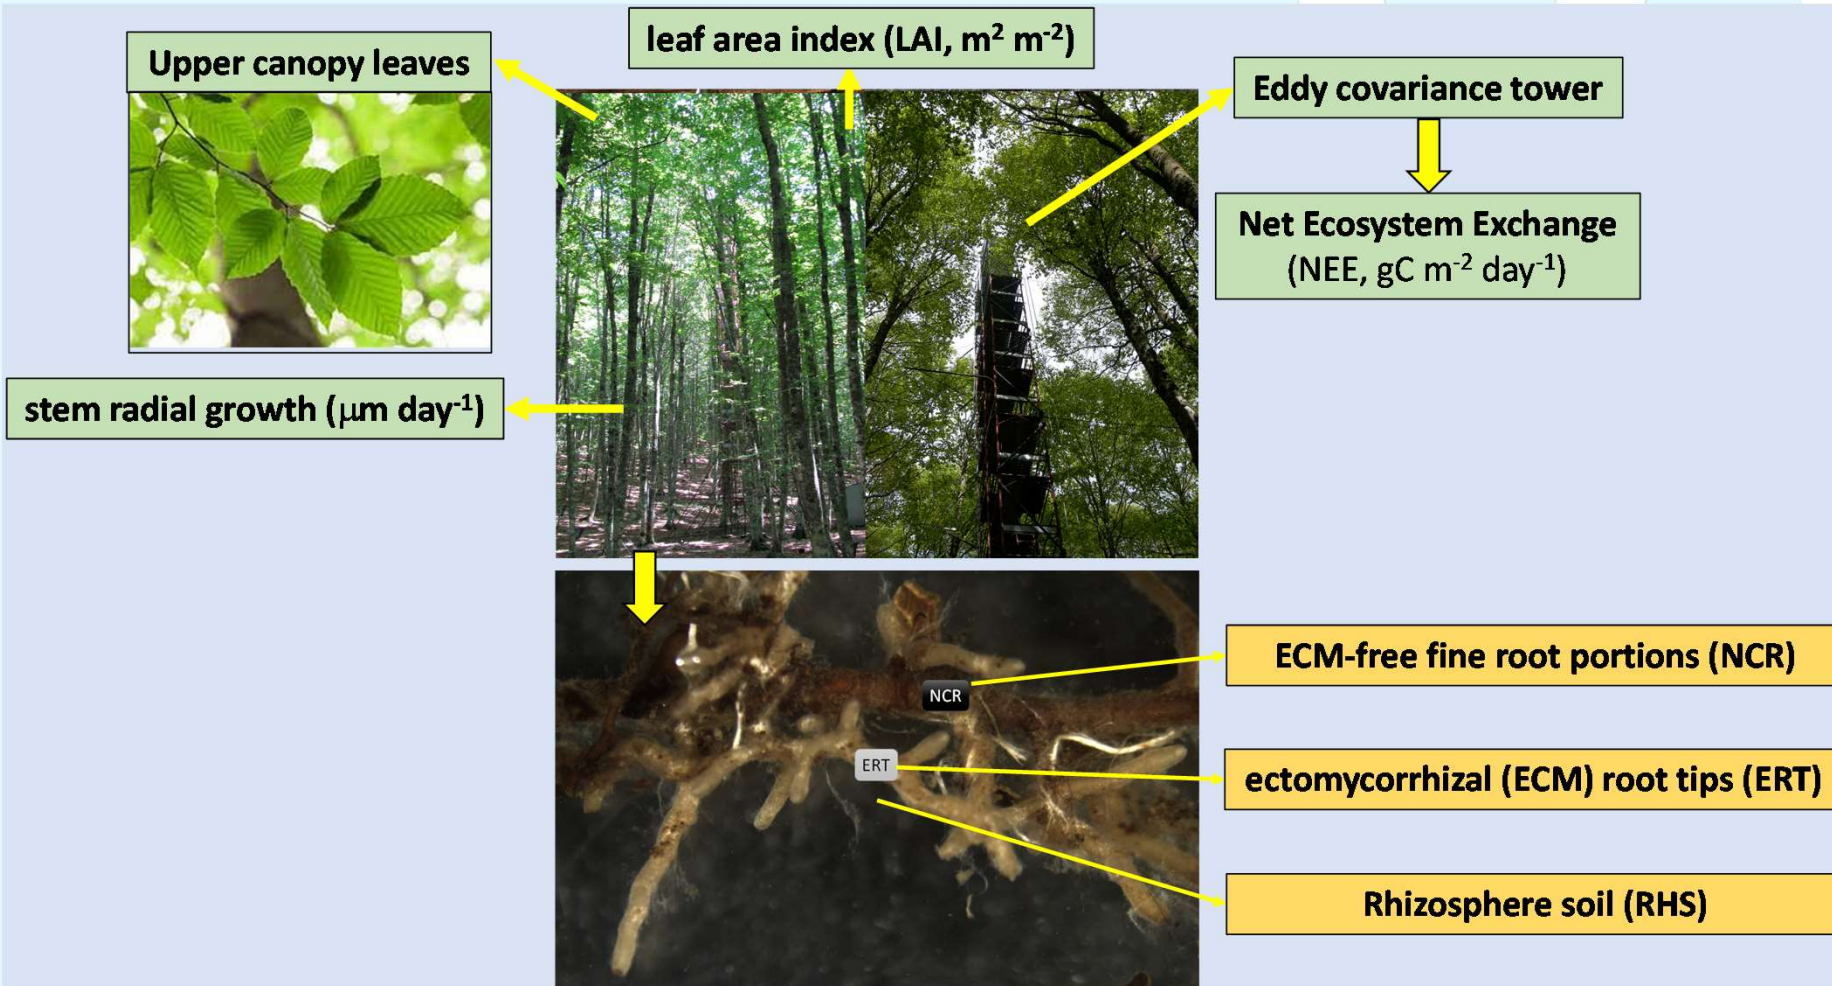 leaf area index (LAI, m² m⁻²)
Upper canopy leaves
Eddy covariance tower
Net Ecosystem Exchange
(NEE, gC m⁻² day⁻¹)
stem radial growth (μm day⁻¹)
NCR
ECM-free fine root portions (NCR)
ERT
ectomycorrhizal (ECM) root tips (ERT)
Rhizosphere soil (RHS)